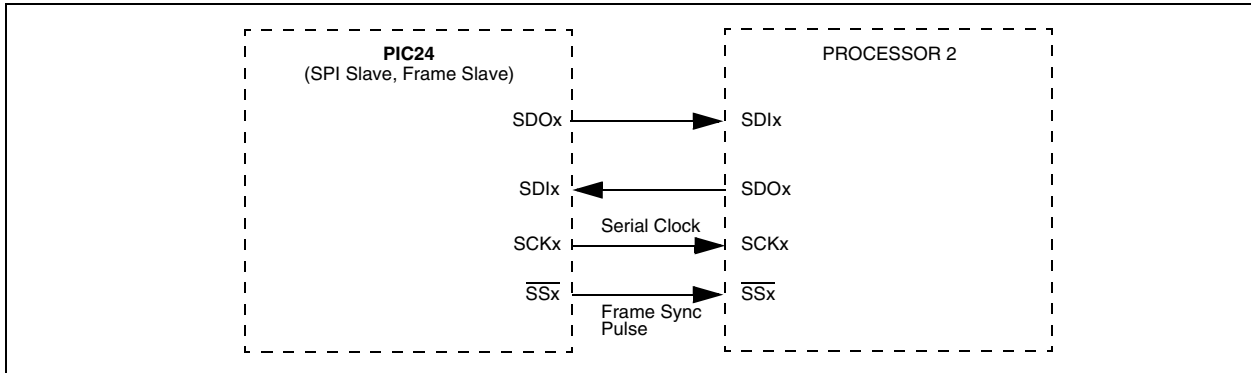 PIC24
(SPI Slave, Frame Slave)
PROCESSOR 2
SDOx
SDIx
SDIx
SDOx
Serial Clock
SCKx
SCKx
SSx
SSx
Frame Sync
Pulse